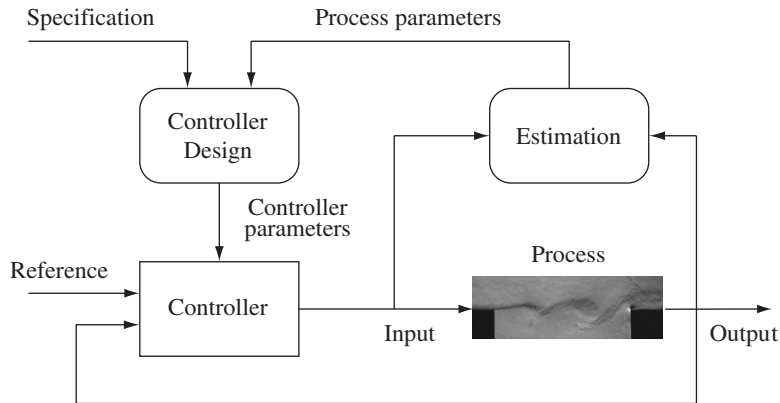 Specification
Process parameters
Controller
Design
Estimation
Controller
parameters
Process
Reference
Controller
Input
Output